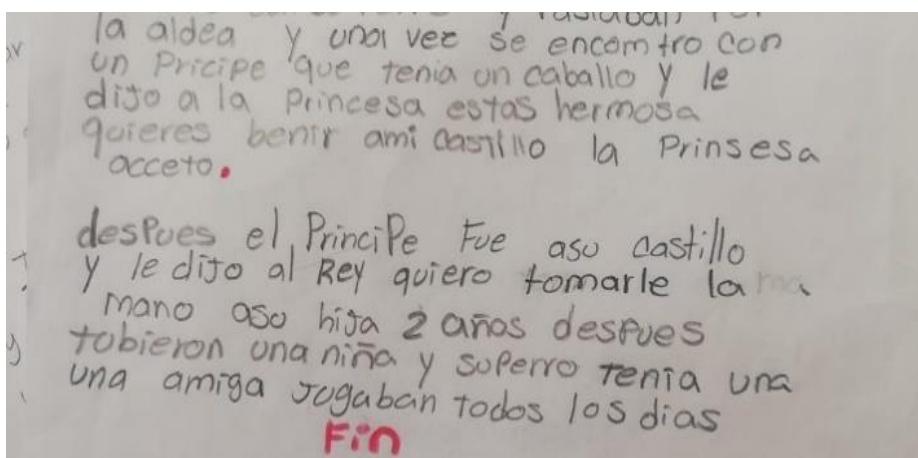 la aldea y una vez se encomtro con
un Pricipe que tenia un caballo y le
dijo a la Princesa estas hermosa
quieres benir ami castillo la Prinsesa
acceto.
despues el Principe Fue aso castillo
y le dijo al Rey quiero tomarle la ma
mano aso hija 2 años despues
tobieron una niña y superro tenia una
una amiga Jugaban todos los dias
Fin